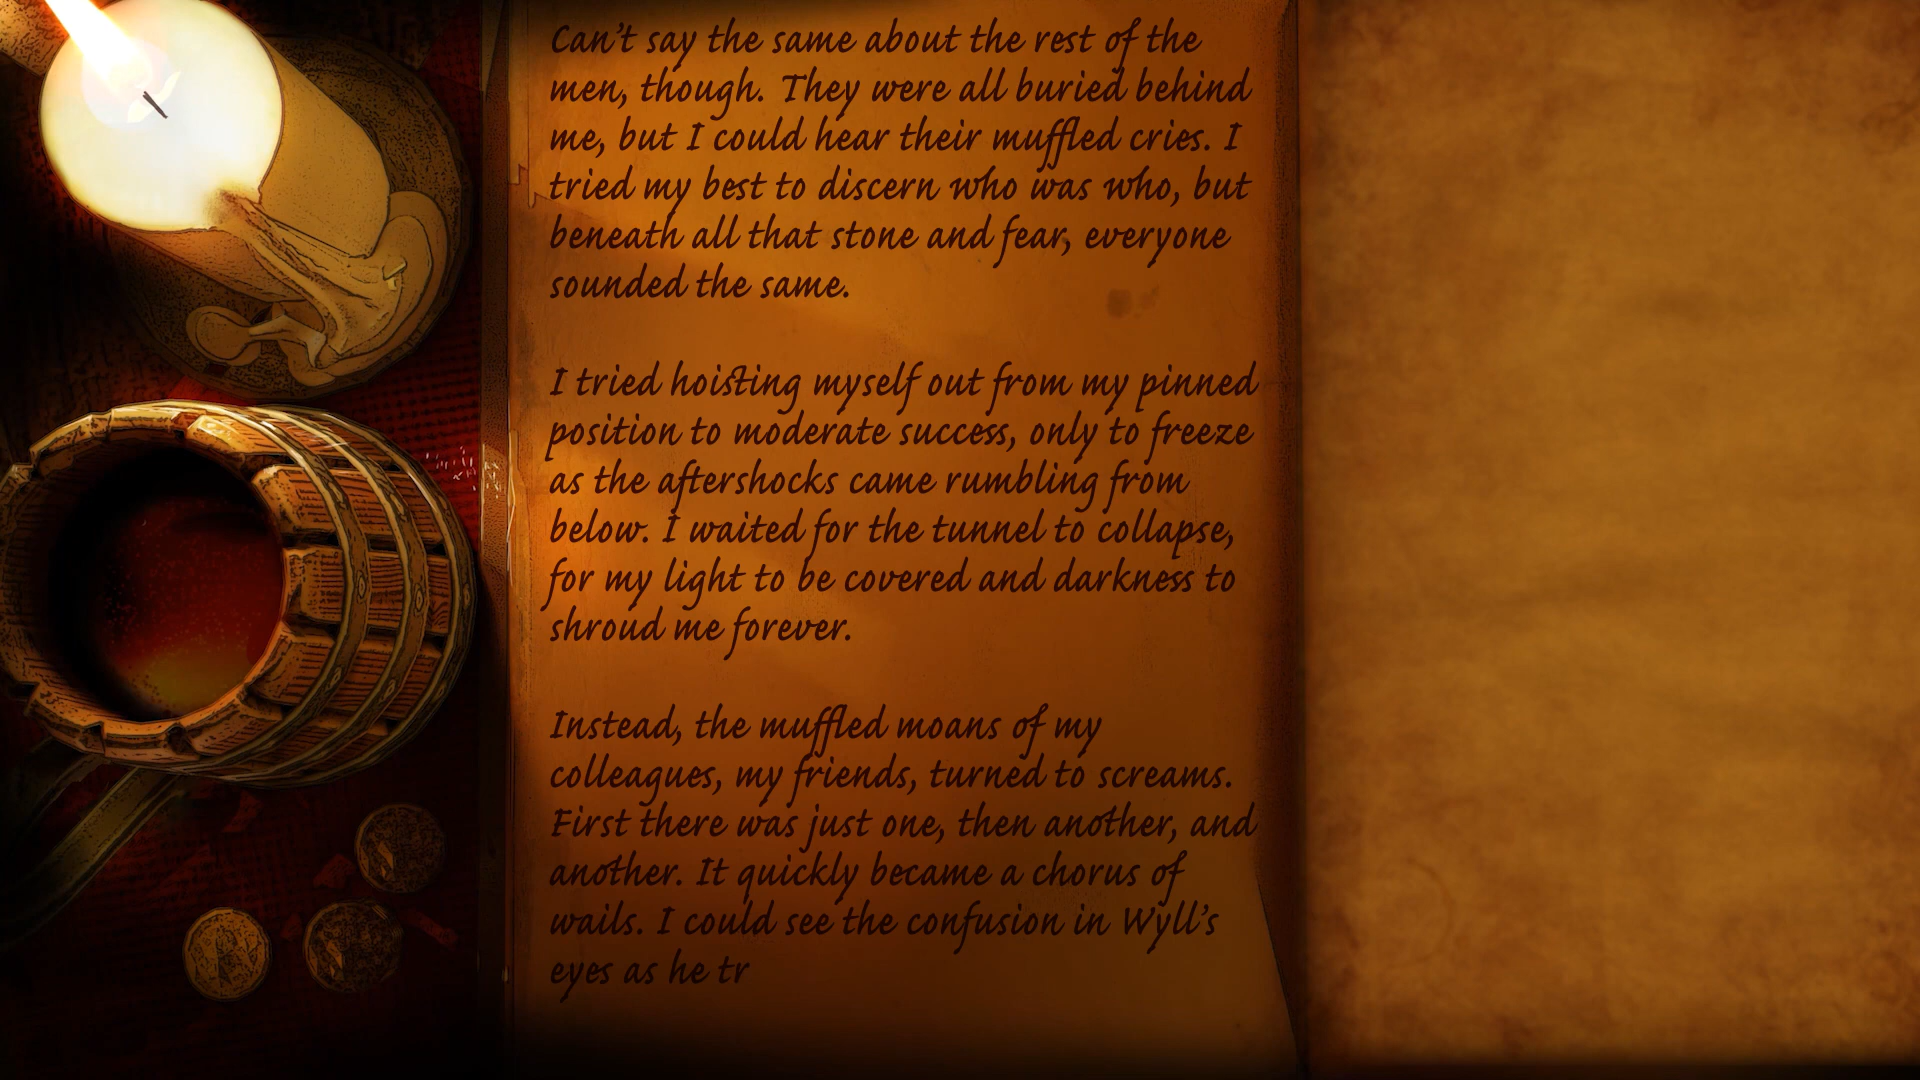 Can't say the same about the rest of the
men, though. They were all buried behind
me, but I could hear their muffled cries. I
tried my best to discern who was who, but
beneath all that stone and fear, everyone
sounded the same.
I tried hoisting myself out from my pinned
position to moderate success, only to freeze
as the aftershocks came rumbling from
below. I waited for the tunnel to collapse,
for my light to be covered and darkness to
shroud me forever.
Instead, the muffled moans of my
colleagues, my friends, turned to screams.
First there was just one, then another, and
another. It quickly became a chorus of
wails. I could see the confusion in Wyll's
eyes as he tr